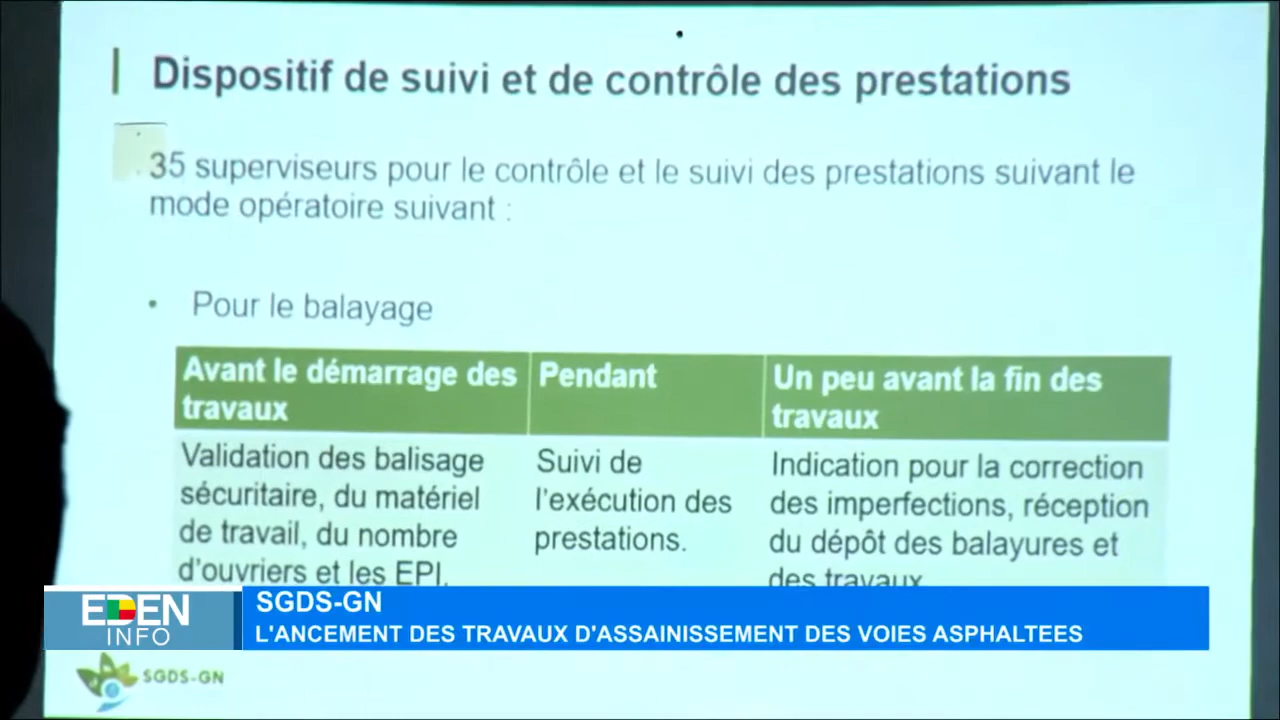 Dispositif de suivi et de contrôle des prestations
35 superviseurs pour le contrôle et le suivi des prestations suivant le
mode opératoire suivant :
• Pour le balayage
Avant le démarrage des
travaux
Pendant
Un peu avant la fin des
travaux
Validation des balisage
sécuritaire, du matériel
de travail, du nombre
d'ouvriers et les EPI.
Suivi de
l'exécution des
prestations.
Indication pour la correction
des imperfections, réception
du dépôt des balayures et
des travaux
EDEN
INFO
SGDS-GN
L'ANCEMENT DES TRAVAUX D'ASSAINISSEMENT DES VOIES ASPHALTEES
SGDS-GN